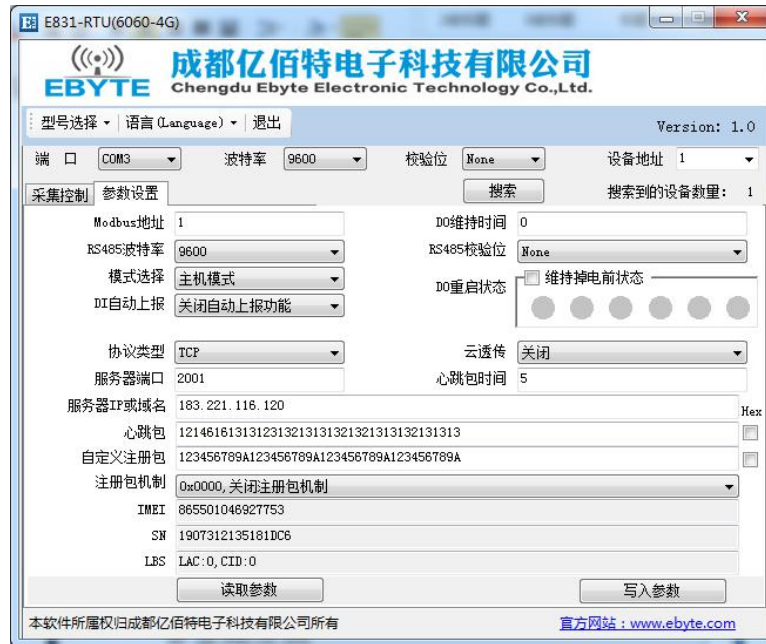 E831-RTU(6060-4G)
EBYTE 成都亿佰特电子科技有限公司
Chengdu Ebyte Electronic Technology Co.,Ltd.
型号选择 语言(Language) 退出
Version: 1.0
端 口 COM3 波特率 9600 校验位 None 设备地址 1
采集控制 参数设置 搜索 搜索到的设备数量: 1
Modbus地址 1 DO维持时间 0
RS485波特率 9600 RS485校验位 None
模式选择 主机模式 DO重启状态 维持掉电前状态
DI自动上报 关闭自动上报功能
协议类型 TCP 云透传 关闭
服务器端口 2001 心跳包时间 5
服务器IP或域名 183.221.116.120 Hex
心跳包 12146161313123132131313213213131321​31313
自定义注册包 123456789A123456789A123456789A123456789A
注册包机制 0x0000,关闭注册包机制
IMEI 865501046927753
SN 1907312135181DC6
LBS LAC:0,CID:0
读取参数 写入参数
本软件所属权归成都亿佰特电子科技有限公司所有 官方网站：www.ebyte.com